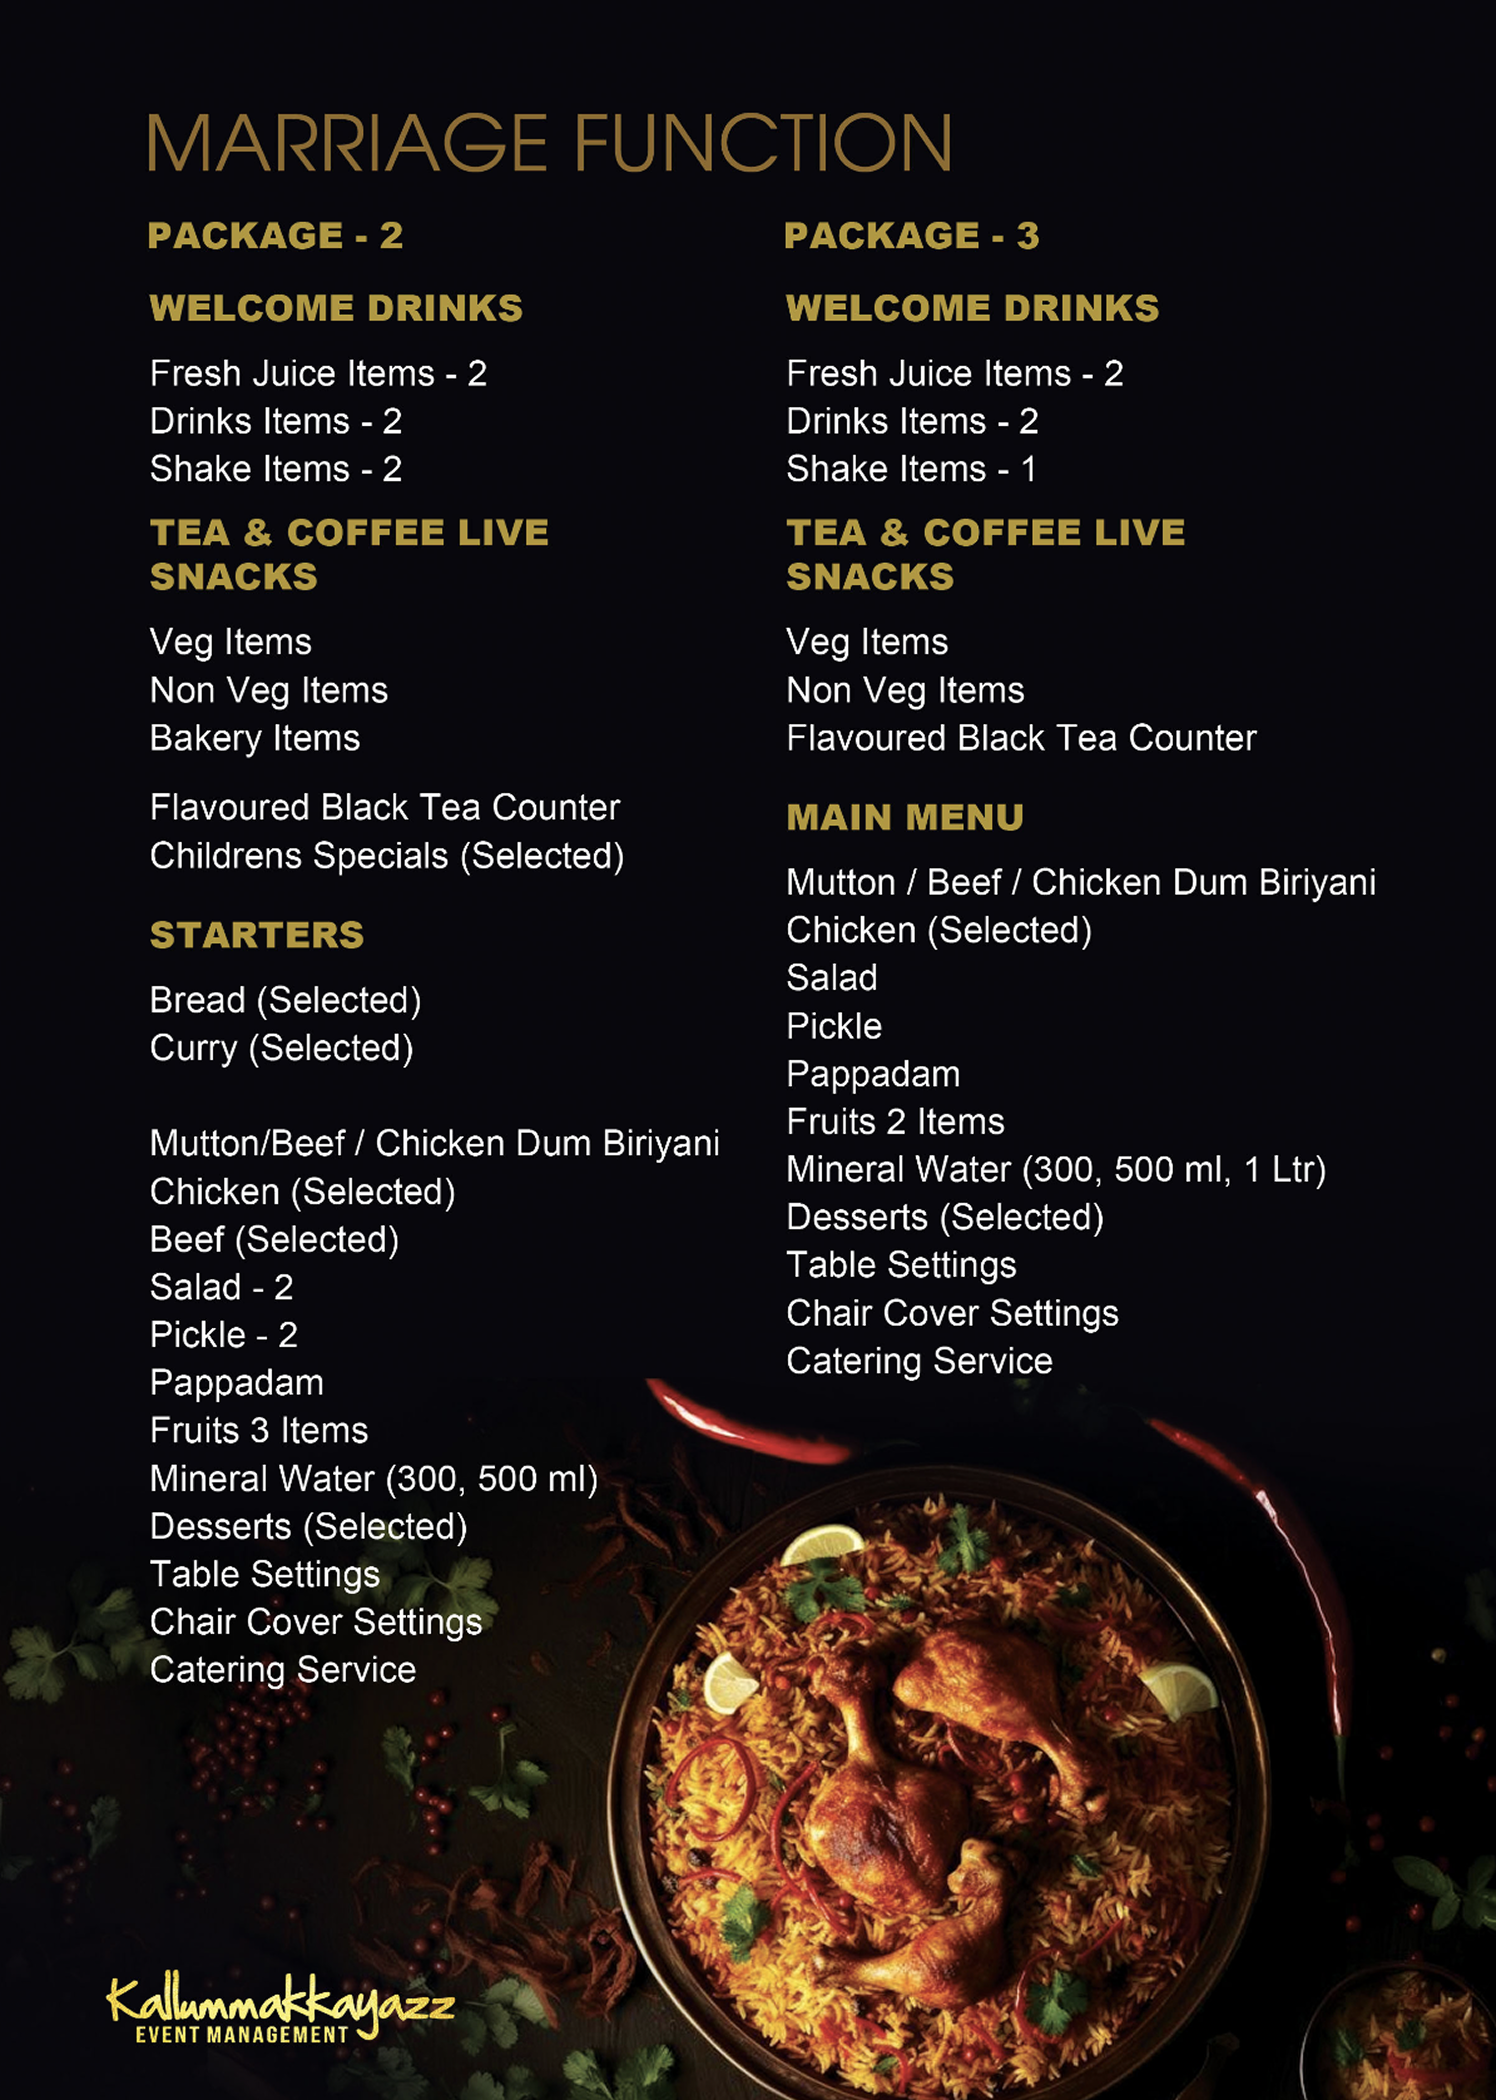 MARRIAGE FUNCTION
PACKAGE - 2
WELCOME DRINKS
Fresh Juice Items - 2
Drinks Items - 2
Shake Items - 2
TEA & COFFEE LIVE
SNACKS
Veg Items
Non Veg Items
Bakery Items
Flavoured Black Tea Counter
Childrens Specials (Selected)
STARTERS
Bread (Selected)
Curry (Selected)
Mutton/Beef / Chicken Dum Biriyani
Chicken (Selected)
Beef (Selected)
Salad - 2
Pickle - 2
Pappadam
Fruits 3 Items
Mineral Water (300, 500 ml)
Desserts (Selected)
Table Settings
Chair Cover Settings
Catering Service
PACKAGE - 3
WELCOME DRINKS
Fresh Juice Items - 2
Drinks Items - 2
Shake Items - 1
TEA & COFFEE LIVE
SNACKS
Veg Items
Non Veg Items
Flavoured Black Tea Counter
MAIN MENU
Mutton / Beef / Chicken Dum Biriyani
Chicken (Selected)
Salad
Pickle
Pappadam
Fruits 2 Items
Mineral Water (300, 500 ml, 1 Ltr)
Desserts (Selected)
Table Settings
Chair Cover Settings
Catering Service
Kallummakkayazz
EVENT MANAGEMENT